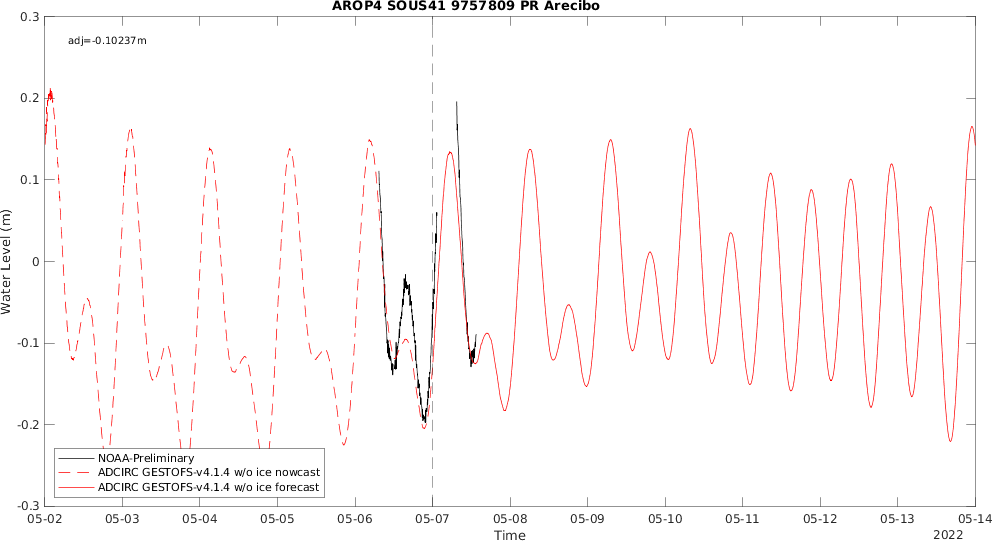 AROP4 SOUS41 9757809 PR Arecibo
adj=-0.10237m
0.3
0.2
0.1
0
-0.1
-0.2
-0.3
Water Level (m)
NOAA-Preliminary
ADCIRC GESTOFS-v4.1.4 w/o ice nowcast
ADCIRC GESTOFS-v4.1.4 w/o ice forecast
05-02 05-03 05-04 05-05 05-06 05-07 05-08 05-09 05-10 05-11 05-12 05-13 05-14
Time
2022